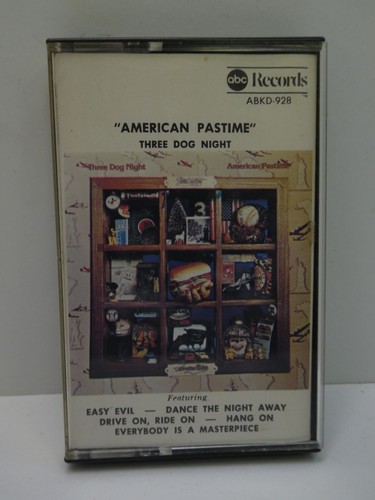 abc Records
ABKD-928
"AMERICAN PASTIME"
THREE DOG NIGHT
Three Dog Night American Pastime
3
Featuring
EASY EVIL — DANCE THE NIGHT AWAY
DRIVE ON, RIDE ON — HANG ON
EVERYBODY IS A MASTERPIECE